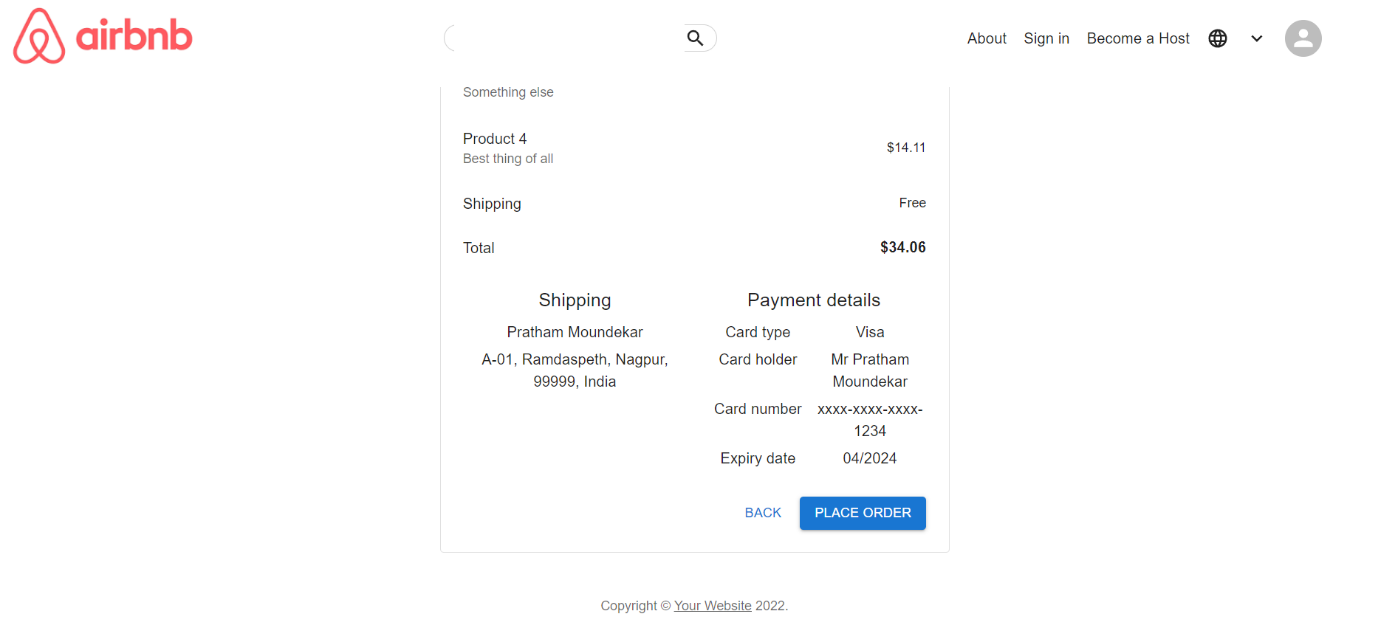 airbnb
About Sign in Become a Host
Something else
Product 4
$14.11
Best thing of all
Shipping Free
Total $34.06
Shipping
Pratham Moundekar
A-01, Ramdaspeth, Nagpur,
99999, India
Payment details
Card type Visa
Card holder Mr Pratham
Moundekar
Card number xxxx-xxxx-xxxx-
1234
Expiry date 04/2024
BACK PLACE ORDER
Copyright © Your Website 2022.